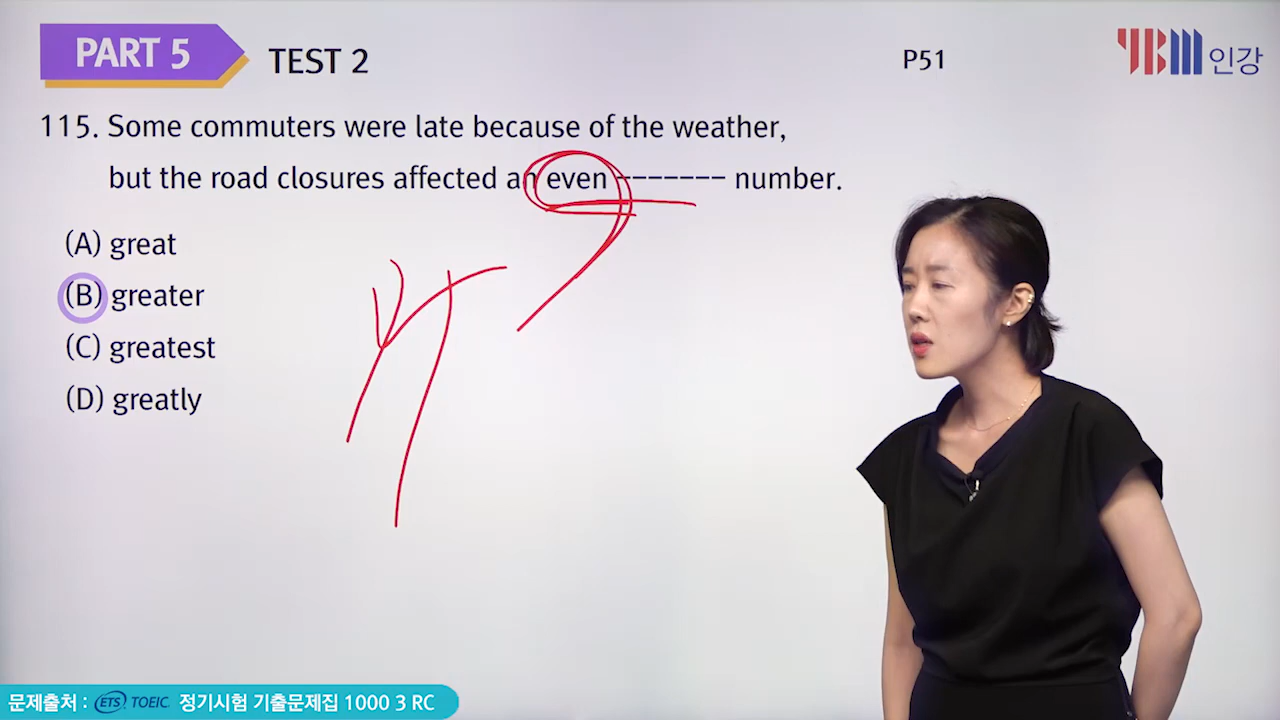 PART 5
TEST 2
P51
YBM 인강
115. Some commuters were late because of the weather,
but the road closures affected an even ------- number.
(A) great
(B) greater
(C) greatest
(D) greatly
문제출처 : ETS TOEIC 정기시험 기출문제집 1000 3 RC